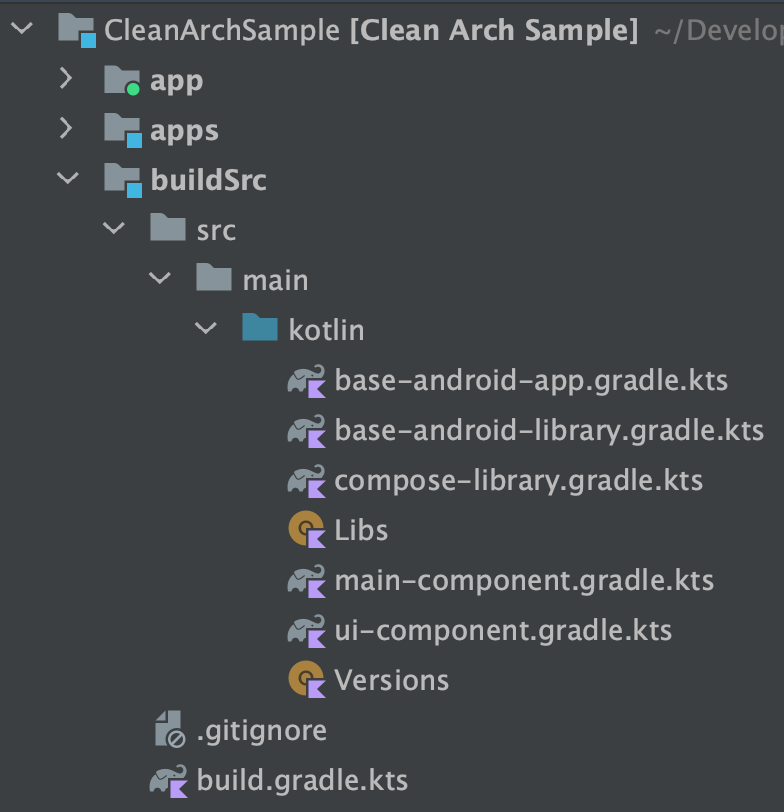 CleanArchSample [Clean Arch Sample] ~/Develop
app
apps
buildSrc
src
main
kotlin
base-android-app.gradle.kts
base-android-library.gradle.kts
compose-library.gradle.kts
Libs
main-component.gradle.kts
ui-component.gradle.kts
Versions
.gitignore
build.gradle.kts